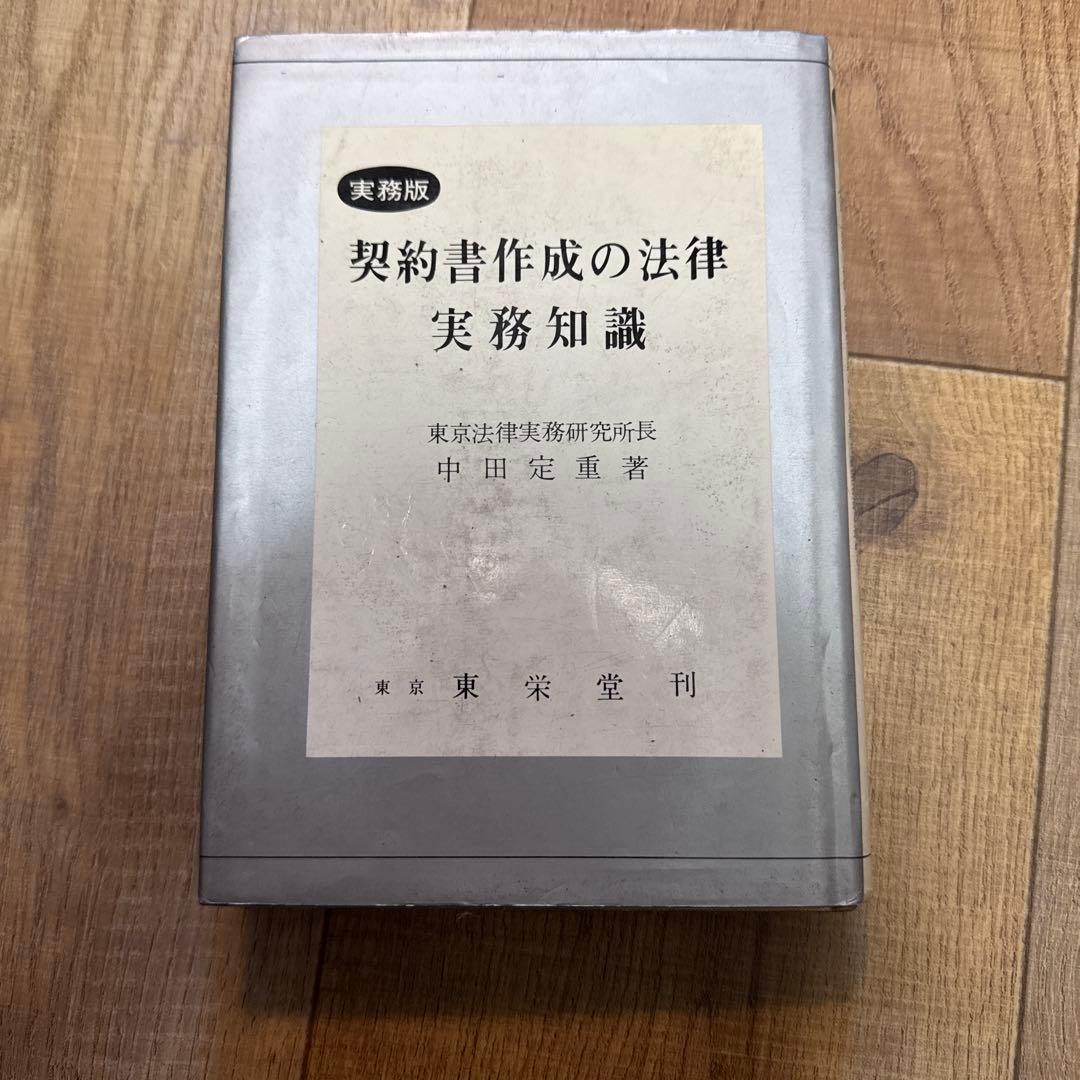 実務版
契約書作成の法律
実務知識
東京法律実務研究所長
中田定重著
東京 東栄堂刊